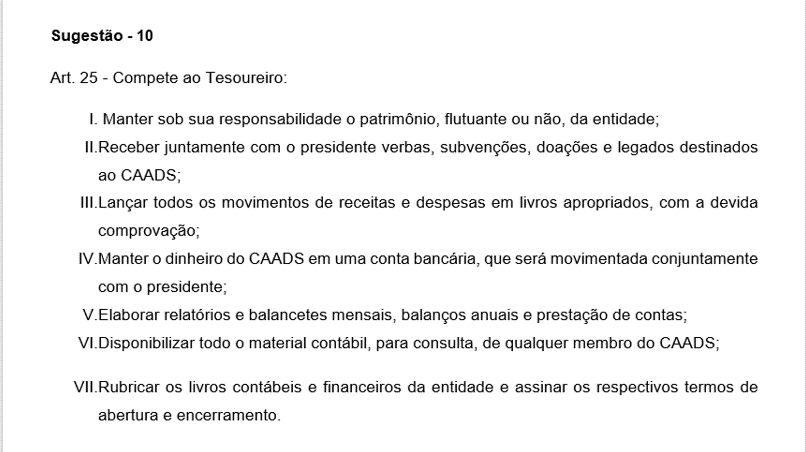 Sugestão - 10
Art. 25 - Compete ao Tesoureiro:
I. Manter sob sua responsabilidade o patrimônio, flutuante ou não, da entidade;
II.Receber juntamente com o presidente verbas, subvenções, doações e legados destinados
ao CAADS;
III.Lançar todos os movimentos de receitas e despesas em livros apropriados, com a devida
comprovação;
IV.Manter o dinheiro do CAADS em uma conta bancária, que será movimentada conjuntamente
com o presidente;
V.Elaborar relatórios e balancetes mensais, balanços anuais e prestação de contas;
VI.Disponibilizar todo o material contábil, para consulta, de qualquer membro do CAADS;
VII.Rubricar os livros contábeis e financeiros da entidade e assinar os respectivos termos de
abertura e encerramento.